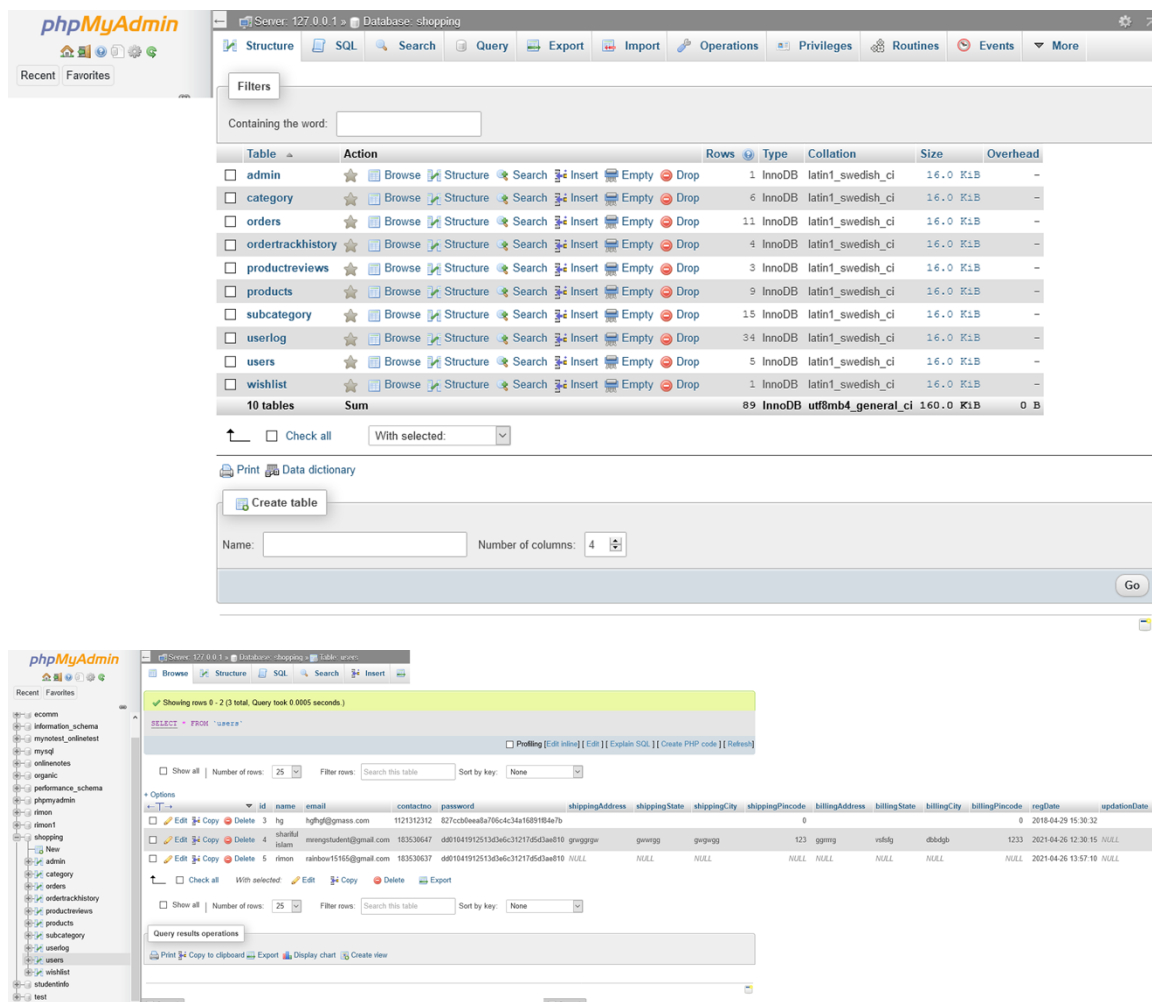 phpMyAdmin
Recent Favorites
Server: 127.0.0.1 » Database: shopping
Structure SQL Search Query Export Import Operations Privileges Routines Events More
Filters
Containing the word:
Table Action Rows Type Collation Size Overhead
admin Browse Structure Search Insert Empty Drop 1 InnoDB latin1_swedish_ci 16.0 KiB -
category Browse Structure Search Insert Empty Drop 6 InnoDB latin1_swedish_ci 16.0 KiB -
orders Browse Structure Search Insert Empty Drop 11 InnoDB latin1_swedish_ci 16.0 KiB -
ordertrackhistory Browse Structure Search Insert Empty Drop 4 InnoDB latin1_swedish_ci 16.0 KiB -
productreviews Browse Structure Search Insert Empty Drop 3 InnoDB latin1_swedish_ci 16.0 KiB -
products Browse Structure Search Insert Empty Drop 9 InnoDB latin1_swedish_ci 16.0 KiB -
subcategory Browse Structure Search Insert Empty Drop 15 InnoDB latin1_swedish_ci 16.0 KiB -
userlog Browse Structure Search Insert Empty Drop 34 InnoDB latin1_swedish_ci 16.0 KiB -
users Browse Structure Search Insert Empty Drop 5 InnoDB latin1_swedish_ci 16.0 KiB -
wishlist Browse Structure Search Insert Empty Drop 1 InnoDB latin1_swedish_ci 16.0 KiB -
10 tables Sum 89 InnoDB utf8mb4_general_ci 160.0 KiB 0 B
Check all With selected:
Print Data dictionary
Create table
Name: Number of columns: 4
Go
phpMyAdmin
Recent Favorites
ecomm
information_schema
mynotest_onlinetest
mysql
onlinenotes
organic
performance_schema
phpmyadmin
rimon
rimon1
shopping
New
admin
category
orders
ordertrackhistory
productreviews
products
subcategory
userlog
users
wishlist
studentinfo
test
Server: 127.0.0.1 » Database: shopping » Table: users
Browse Structure SQL Search Insert
Showing rows 0 - 2 (3 total, Query took 0.0005 seconds.)
SELECT * FROM `users`
Profiling [Edit inline] [ Edit ] [ Explain SQL ] [ Create PHP code ] [ Refresh]
Show all | Number of rows: 25 Filter rows: Search this table Sort by key: None
+ Options
id name email contactno password shippingAddress shippingState shippingCity shippingPincode billingAddress billingState billingCity billingPincode regDate updationDate
Edit Copy Delete 3 hg hgfhgf@gmass.com 1121312312 827ccb0eea8a706c4c34a16891f84e7b 0 0 2018-04-29 15:30:32
Edit Copy Delete 4 shariful islam mrengstudent@gmail.com 183530647 dd01041912513d3e6c31217d5d3ae810 grwggrgw gwwrgg gwgwgg 123 ggrrrg vsfsfg dbbdgb 1233 2021-04-26 12:30:15 NULL
Edit Copy Delete 5 rimon rainbow15165@gmail.com 183530637 dd01041912513d3e6c31217d5d3ae810 NULL NULL NULL NULL NULL NULL NULL NULL 2021-04-26 13:57:10 NULL
Check all With selected: Edit Copy Delete Export
Show all | Number of rows: 25 Filter rows: Search this table Sort by key: None
Query results operations
Print Copy to clipboard Export Display chart Create view